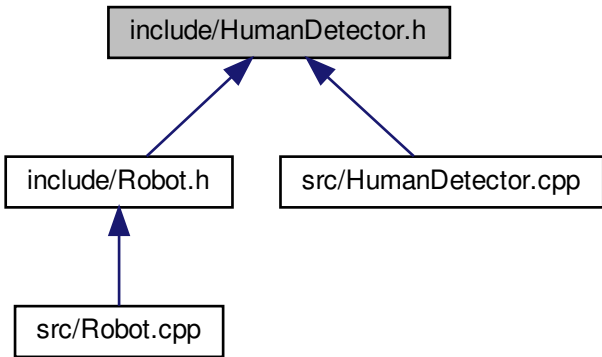 include/HumanDetector.h
include/Robot.h
src/HumanDetector.cpp
src/Robot.cpp